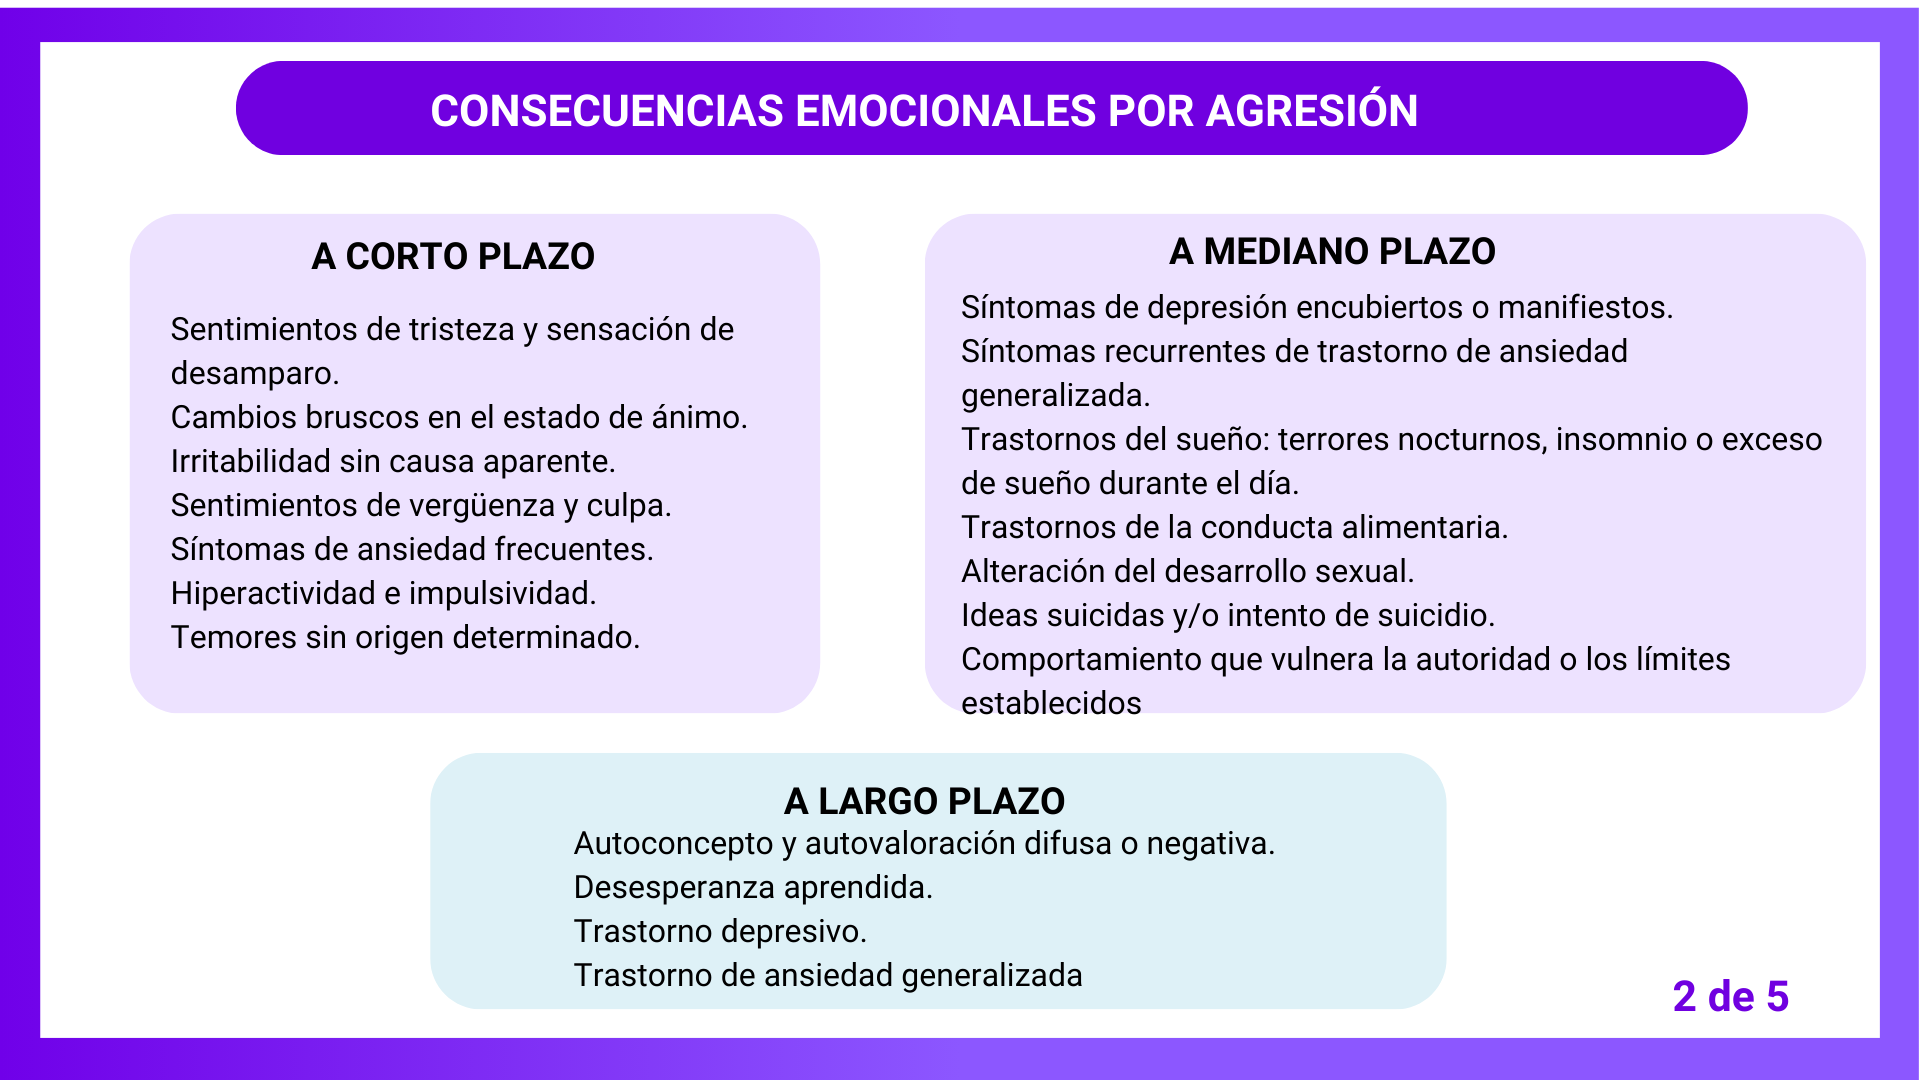 CONSECUENCIAS EMOCIONALES POR AGRESIÓN
A CORTO PLAZO
Sentimientos de tristeza y sensación de
desamparo.
Cambios bruscos en el estado de ánimo.
Irritabilidad sin causa aparente.
Sentimientos de vergüenza y culpa.
Síntomas de ansiedad frecuentes.
Hiperactividad e impulsividad.
Temores sin origen determinado.
A MEDIANO PLAZO
Síntomas de depresión encubiertos o manifiestos.
Síntomas recurrentes de trastorno de ansiedad
generalizada.
Trastornos del sueño: terrores nocturnos, insomnio o exceso
de sueño durante el día.
Trastornos de la conducta alimentaria.
Alteración del desarrollo sexual.
Ideas suicidas y/o intento de suicidio.
Comportamiento que vulnera la autoridad o los límites
establecidos
A LARGO PLAZO
Autoconcepto y autovaloración difusa o negativa.
Desesperanza aprendida.
Trastorno depresivo.
Trastorno de ansiedad generalizada
2 de 5